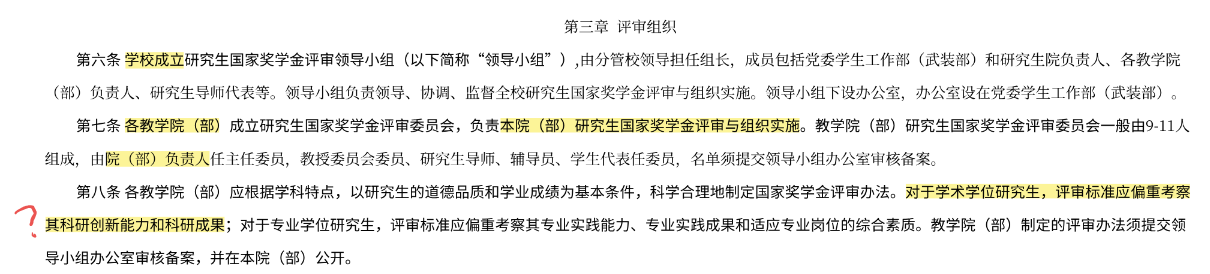 第三章 评审组织
第六条 学校成立研究生国家奖学金评审领导小组（以下简称“领导小组”）,由分管校领导担任组长，成员包括党委学生工作部（武装部）和研究生院负责人、各教学院
（部）负责人、研究生导师代表等。领导小组负责领导、协调、监督全校研究生国家奖学金评审与组织实施。领导小组下设办公室，办公室设在党委学生工作部（武装部）。
第七条 各教学院（部）成立研究生国家奖学金评审委员会，负责本院（部）研究生国家奖学金评审与组织实施。教学院（部）研究生国家奖学金评审委员会一般由9-11人
组成，由院（部）负责人任主任委员，教授委员会委员、研究生导师、辅导员、学生代表任委员，名单须提交领导小组办公室审核备案。
第八条 各教学院（部）应根据学科特点，以研究生的道德品质和学业成绩为基本条件，科学合理地制定国家奖学金评审办法。对于学术学位研究生，评审标准应偏重考察
？其科研创新能力和科研成果；对于专业学位研究生，评审标准应偏重考察其专业实践能力、专业实践成果和适应专业岗位的综合素质。教学院（部）制定的评审办法须提交领
导小组办公室审核备案，并在本院（部）公开。